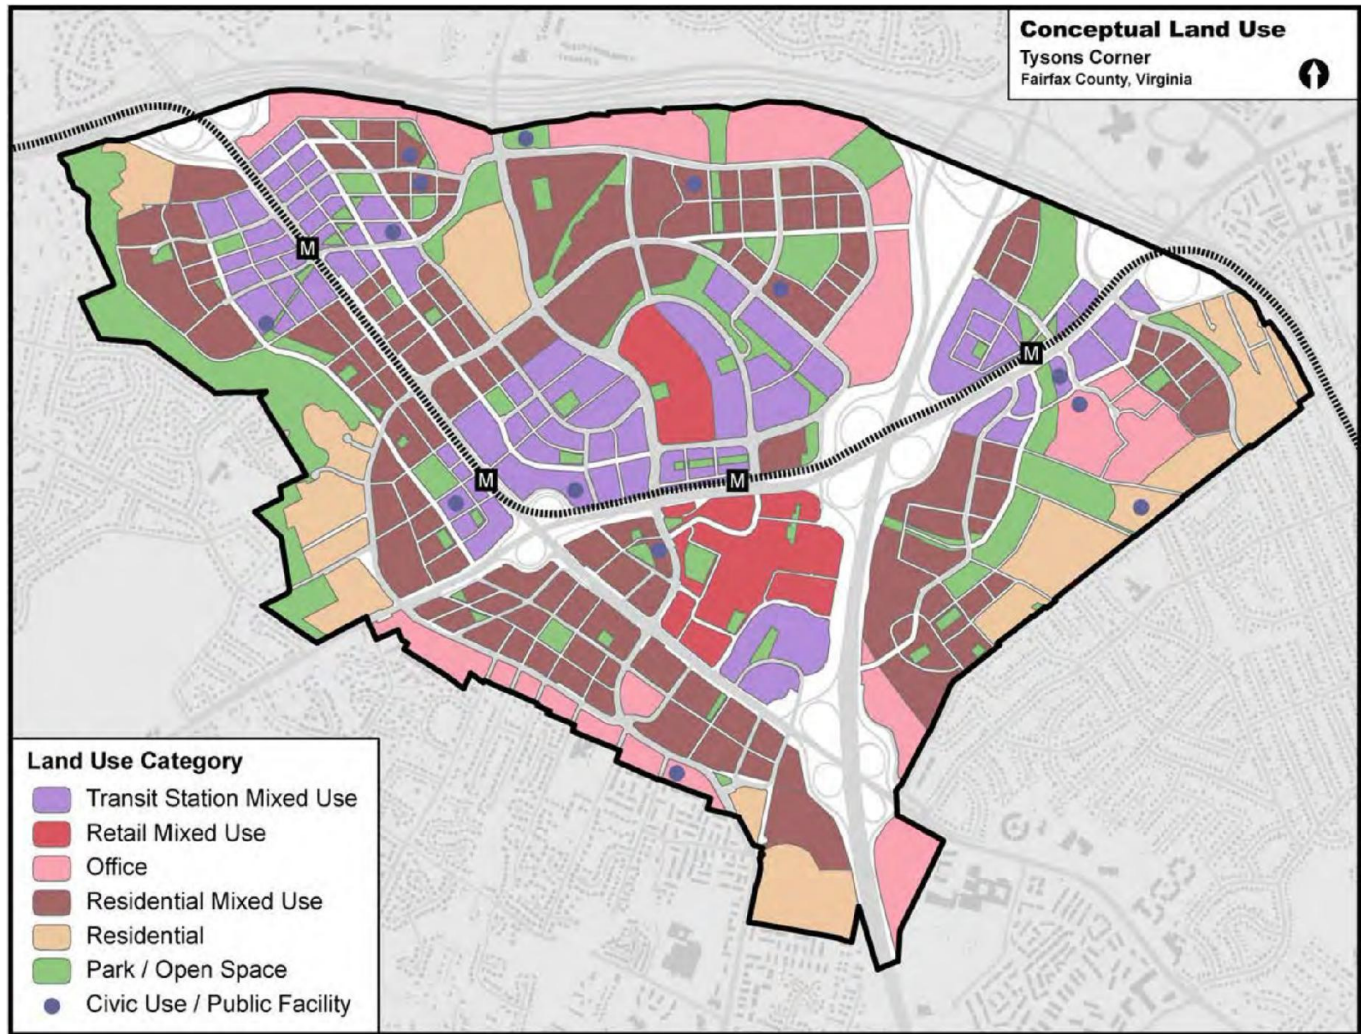 Conceptual Land Use
Tysons Corner
Fairfax County, Virginia
M
M
M
M
Land Use Category
Transit Station Mixed Use
Retail Mixed Use
Office
Residential Mixed Use
Residential
Park / Open Space
Civic Use / Public Facility